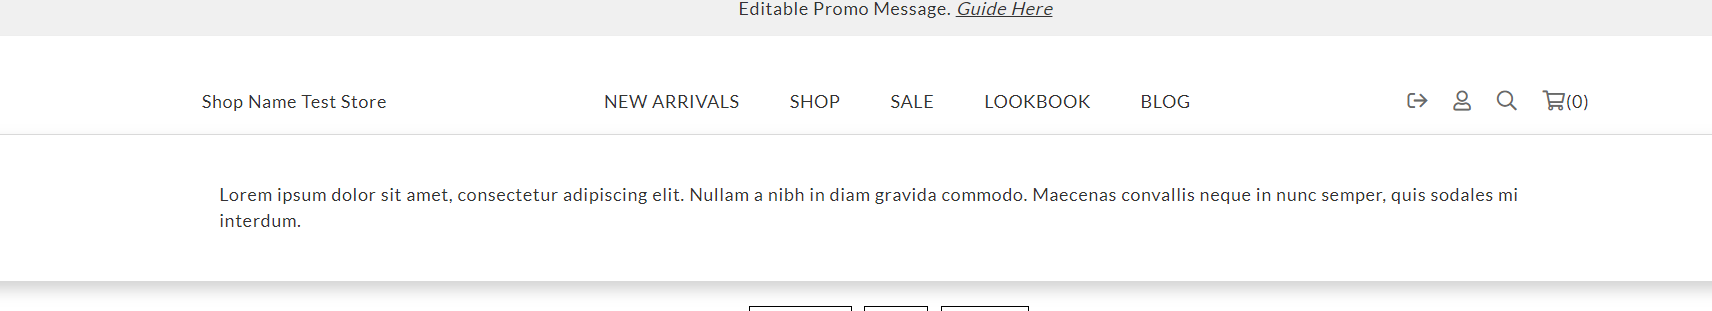 Editable Promo Message. Guide Here
Shop Name Test Store NEW ARRIVALS SHOP SALE LOOKBOOK BLOG (0)
Lorem ipsum dolor sit amet, consectetur adipiscing elit. Nullam a nibh in diam gravida commodo. Maecenas convallis neque in nunc semper, quis sodales mi
interdum.